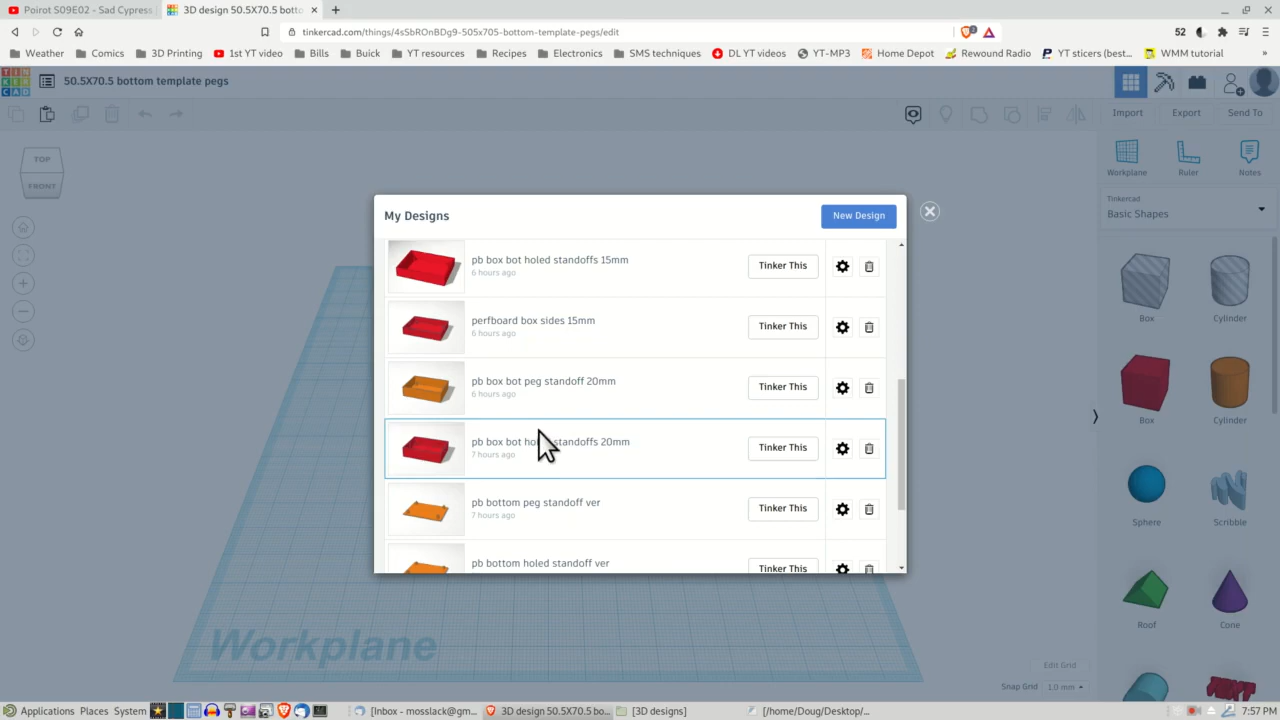 Poirot S09E02 - Sad Cypress
3D design 50.5X70.5 botto
tinkercad.com/things/4sSbROnBDg9-505x705-bottom-template-pegs/edit
52
Weather
Comics
3D Printing
1st YT video
Bills
Buick
YT resources
Recipes
Electronics
SMS techniques
DL YT videos
YT-MP3
Home Depot
Rewound Radio
YT sticers (best...
WMM tutorial
TIN
KER
CAD
50.5X70.5 bottom template pegs
Import
Export
Send To
TOP
FRONT
Workplane
Ruler
Notes
Tinkercad
Basic Shapes
Box
Cylinder
Box
Cylinder
Sphere
Scribble
Roof
Cone
My Designs
New Design
pb box bot holed standoffs 15mm
6 hours ago
Tinker This
perfboard box sides 15mm
6 hours ago
Tinker This
pb box bot peg standoff 20mm
6 hours ago
Tinker This
pb box bot standoffs 20mm
7 hours ago
Tinker This
pb bottom peg standoff ver
7 hours ago
Tinker This
pb bottom holed standoff ver
Tinker This
Workplane
Edit Grid
Snap Grid 1.0 mm
Applications Places System
[Inbox - mosslack@gm...
3D design 50.5X70.5 bo...
[3D designs]
[/home/Doug/Desktop/...
7:57 PM